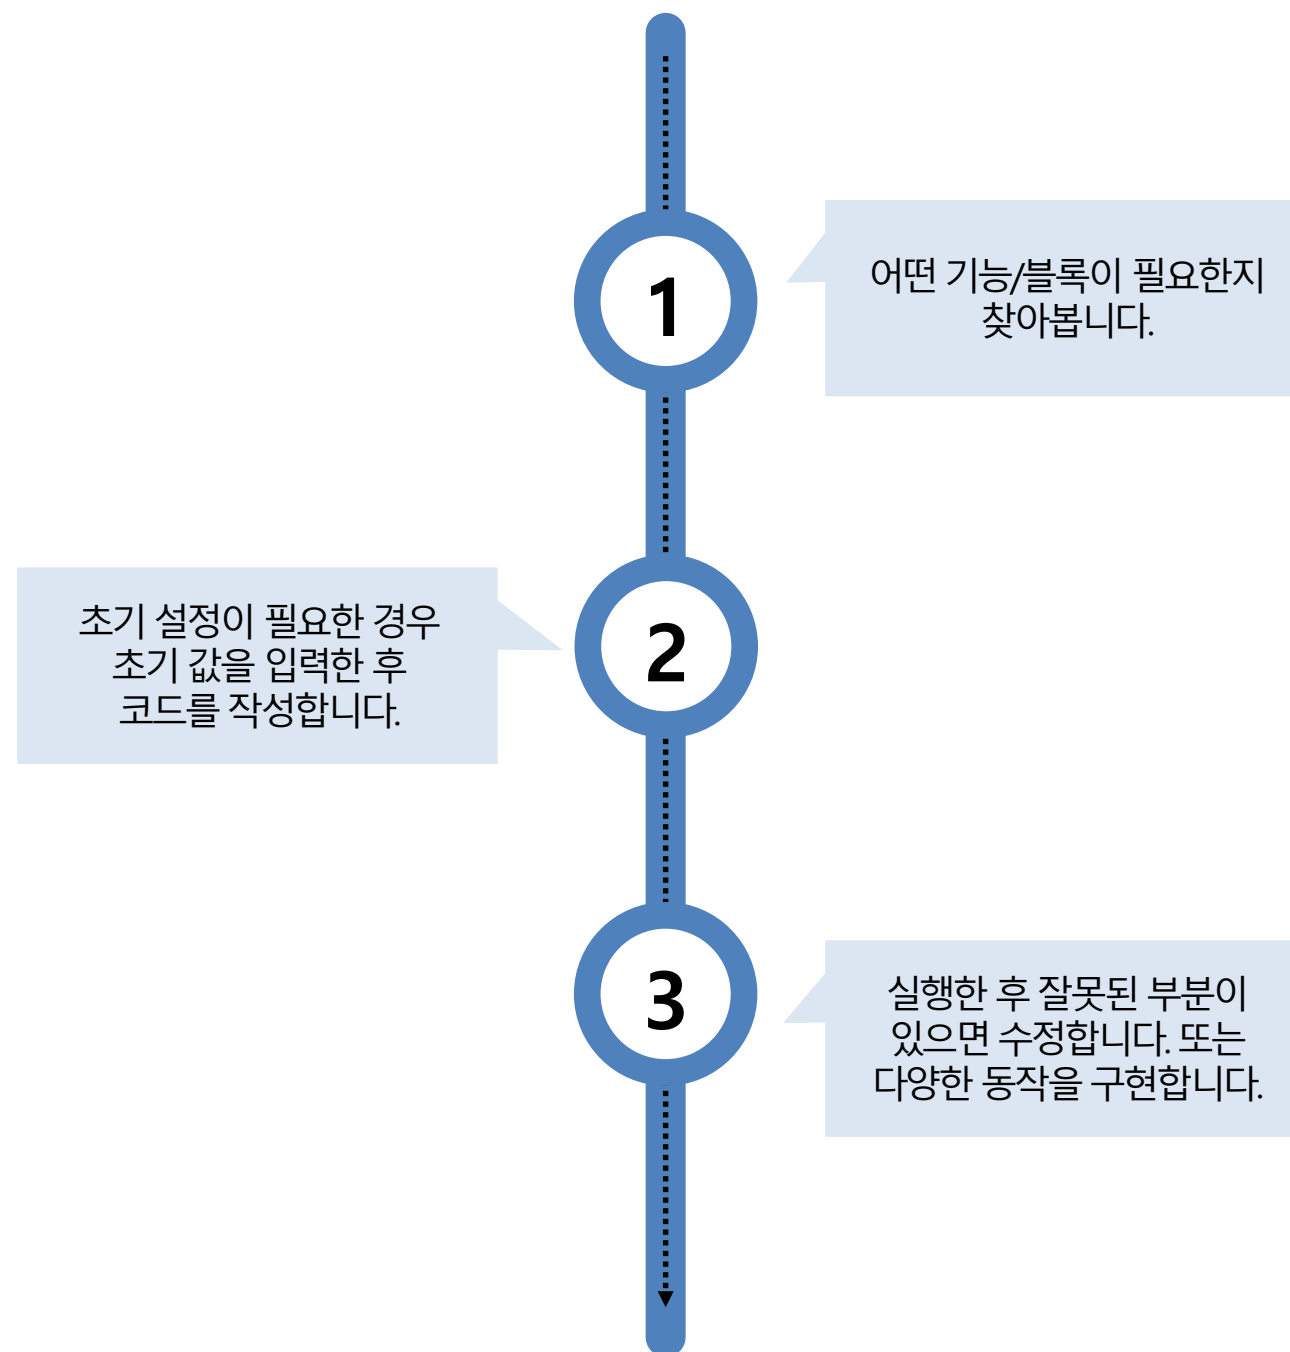 1
어떤 기능/블록이 필요한지
찾아봅니다.
초기 설정이 필요한 경우
초기 값을 입력한 후
코드를 작성합니다.
2
3
실행한 후 잘못된 부분이
있으면 수정합니다. 또는
다양한 동작을 구현합니다.